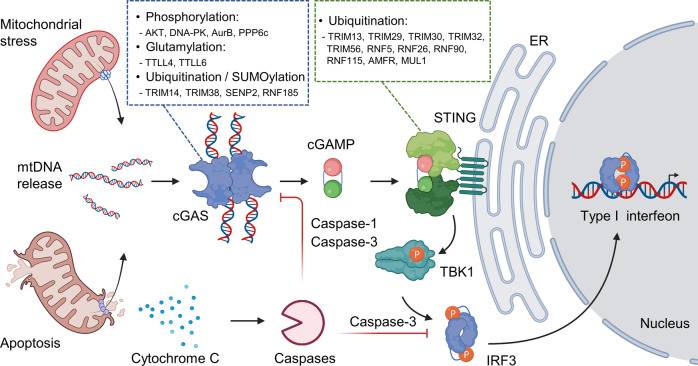 Mitochondrial
stress
• Phosphorylation:
- AKT, DNA-PK, AurB, PPP6c
• Glutamylation:
- TTLL4, TTLL6
• Ubiquitination / SUMOylation
- TRIM14, TRIM38, SENP2, RNF185
• Ubiquitination:
- TRIM13, TRIM29, TRIM30, TRIM32,
TRIM56, RNF5, RNF26, RNF90,
RNF115, AMFR, MUL1
ER
STING
cGAMP
mtDNA
release
cGAS
Caspase-1
Caspase-3
P
TBK1
P
P
Type I interfeon
Apoptosis
Cytochrome C
Caspases
Caspase-3
P
P
IRF3
Nucleus